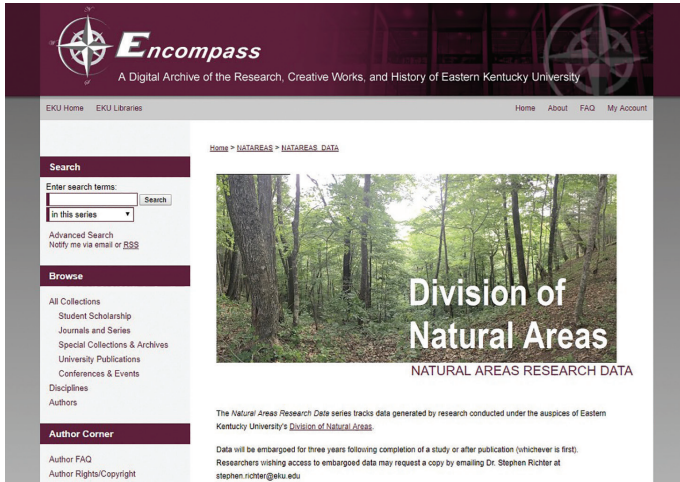 Encompass
A Digital Archive of the Research, Creative Works, and History of Eastern Kentucky University
EKU Home EKU Libraries
Home About FAQ My Account
Home > NATAREAS > NATAREAS_DATA
Search
Enter search terms:
Search
in this series
Advanced Search
Notify me via email or RSS
Browse
All Collections
Student Scholarship
Journals and Series
Special Collections & Archives
University Publications
Conferences & Events
Disciplines
Authors
Author Corner
Author FAQ
Author Rights/Copyright
Division of
Natural Areas
NATURAL AREAS RESEARCH DATA
The Natural Areas Research Data series tracks data generated by research conducted under the auspices of Eastern
Kentucky University's Division of Natural Areas.
Data will be embargoed for three years following completion of a study or after publication (whichever is first).
Researchers wishing access to embargoed data may request a copy by emailing Dr. Stephen Richter at
stephen.richter@eku.edu